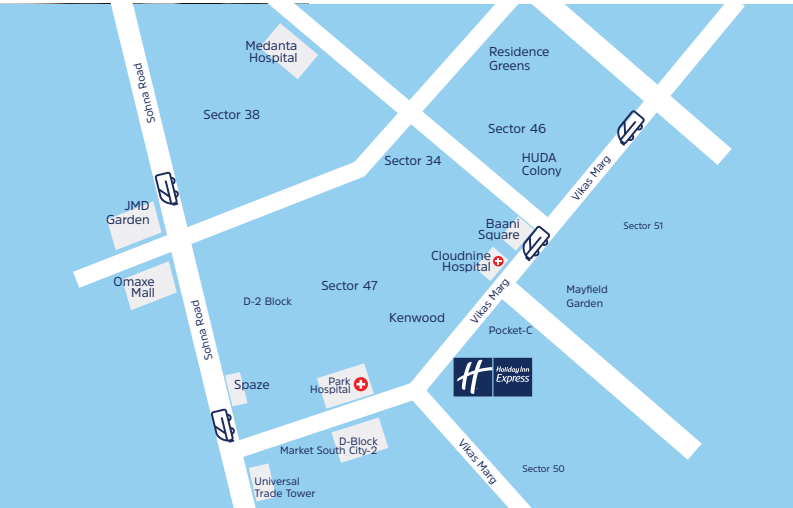 Medanta
Hospital
Residence
Greens
Sohna Road
Sector 38
Sector 46
Sector 34
HUDA
Colony
Vikas Marg
JMD
Garden
Baani
Square
Sector 51
Cloudnine
Hospital
Omaxe
Mall
Sector 47
D-2 Block
Mayfield
Garden
Vikas Marg
Kenwood
Sohna Road
Pocket-C
Holiday Inn
Express
Spaze
Park
Hospital
D-Block
Market South City-2
Vikas Marg
Sector 50
Universal
Trade Tower